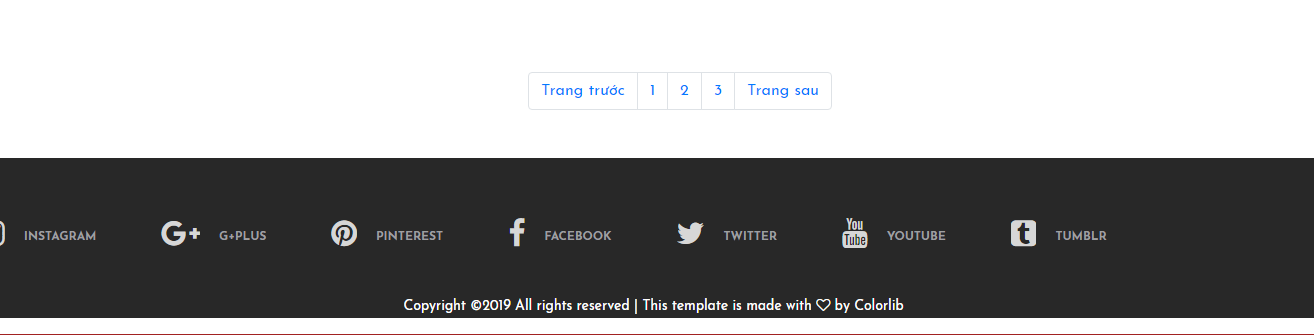 Trang trước 1 2 3 Trang sau
INSTAGRAM G+PLUS PINTEREST FACEBOOK TWITTER YOUTUBE TUMBLR
Copyright ©2019 All rights reserved | This template is made with ♡ by Colorlib